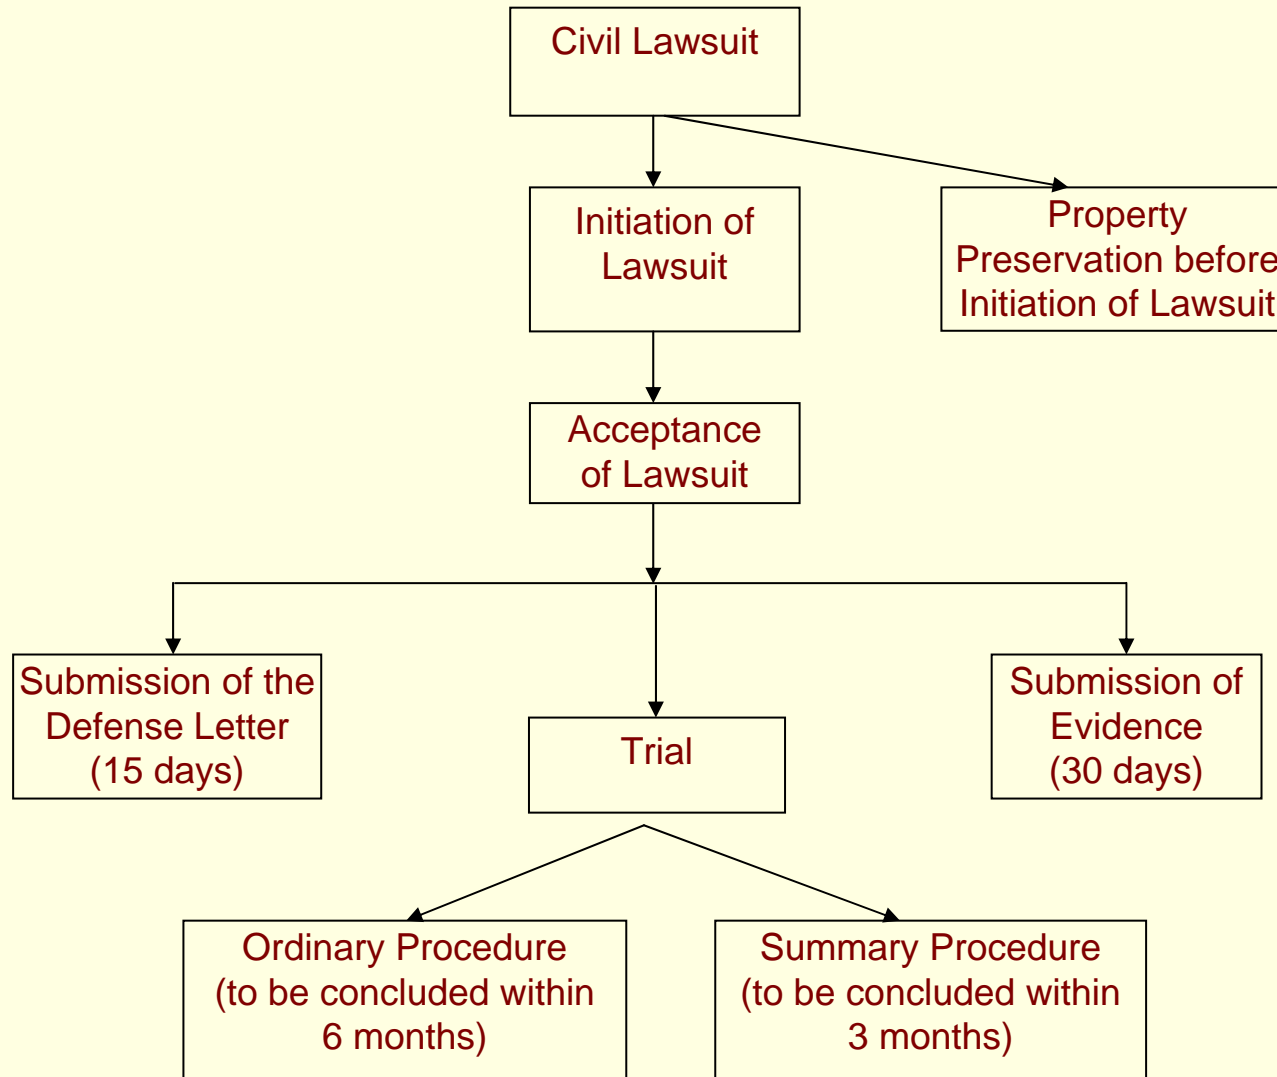 Civil Lawsuit
Initiation of
Lawsuit
Property
Preservation before
Initiation of Lawsuit
Acceptance
of Lawsuit
Submission of the
Defense Letter
(15 days)
Trial
Submission of
Evidence
(30 days)
Ordinary Procedure
(to be concluded within
6 months)
Summary Procedure
(to be concluded within
3 months)